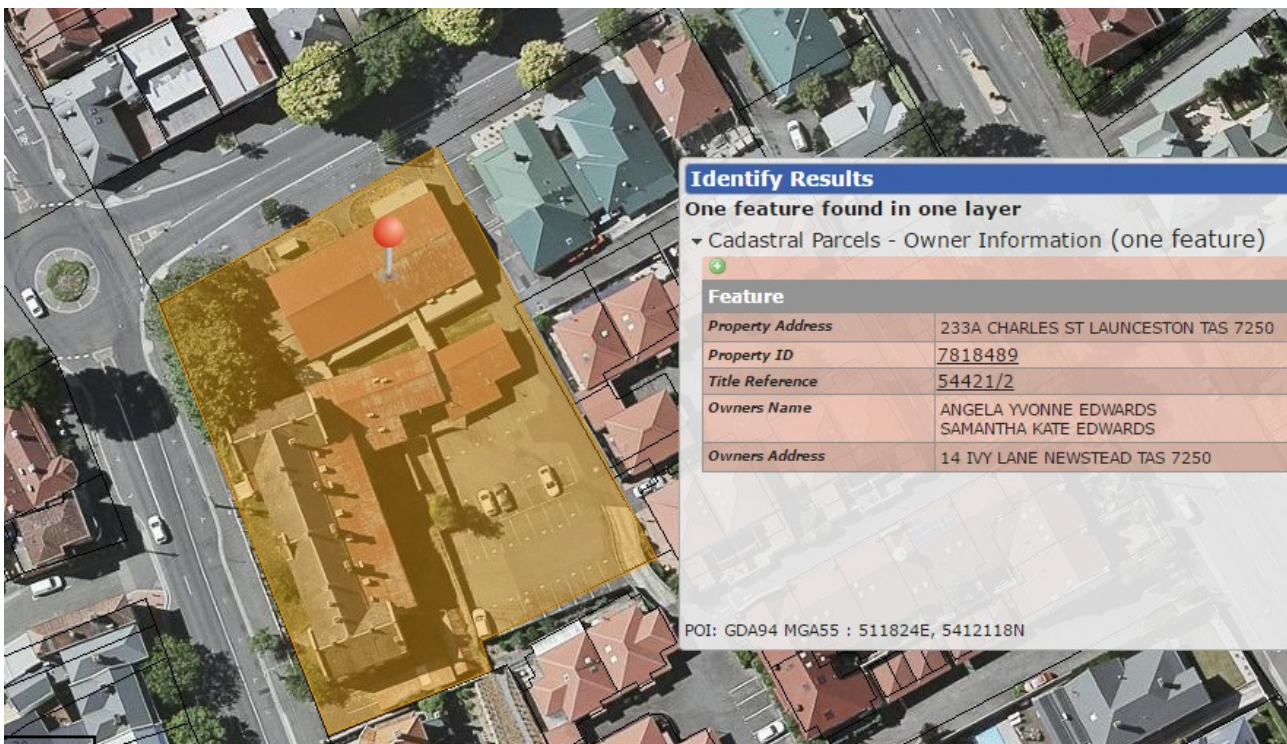 Identify Results
One feature found in one layer
Cadastral Parcels - Owner Information (one feature)
Feature
Property Address 233A CHARLES ST LAUNCESTON TAS 7250
Property ID 7818489
Title Reference 54421/2
Owners Name ANGELA YVONNE EDWARDS
SAMANTHA KATE EDWARDS
Owners Address 14 IVY LANE NEWSTEAD TAS 7250
POI: GDA94 MGA55 : 511824E, 5412118N